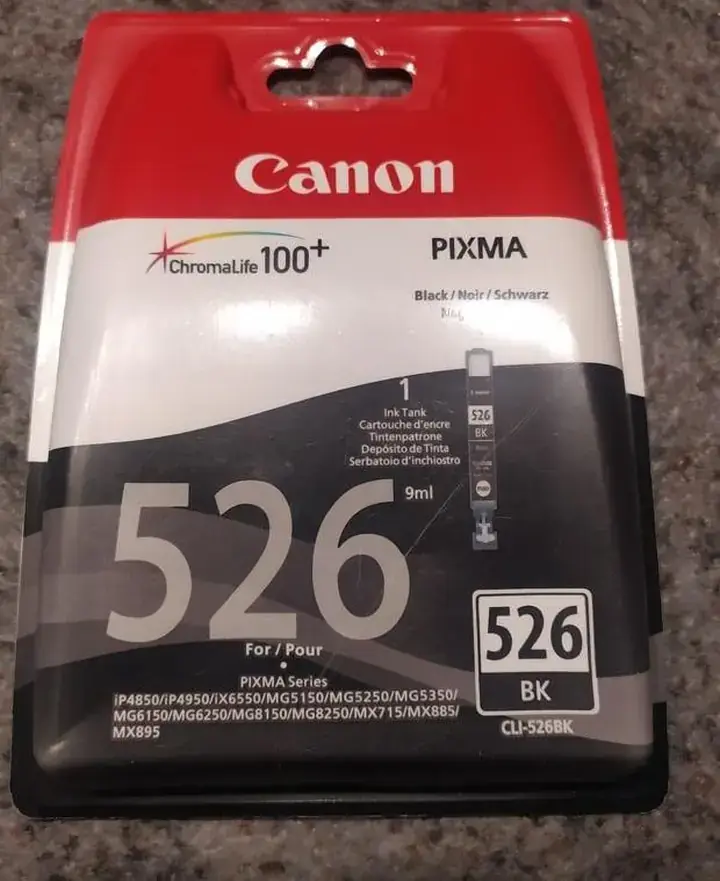 Canon
ChromaLife 100+
PIXMA
Black / Noir / Schwarz
1
Ink Tank
Cartouche d'encre
Tintenpatrone
Depósito de Tinta
Serbatoio d'inchiostro
9ml
526
BK
526
For / Pour
•
PIXMA Series
iP4850/iP4950/iX6550/MG5150/MG5250/MG5350/
MG6150/MG6250/MG8150/MG8250/MX715/MX885/
MX895
526
BK
CLI-526BK